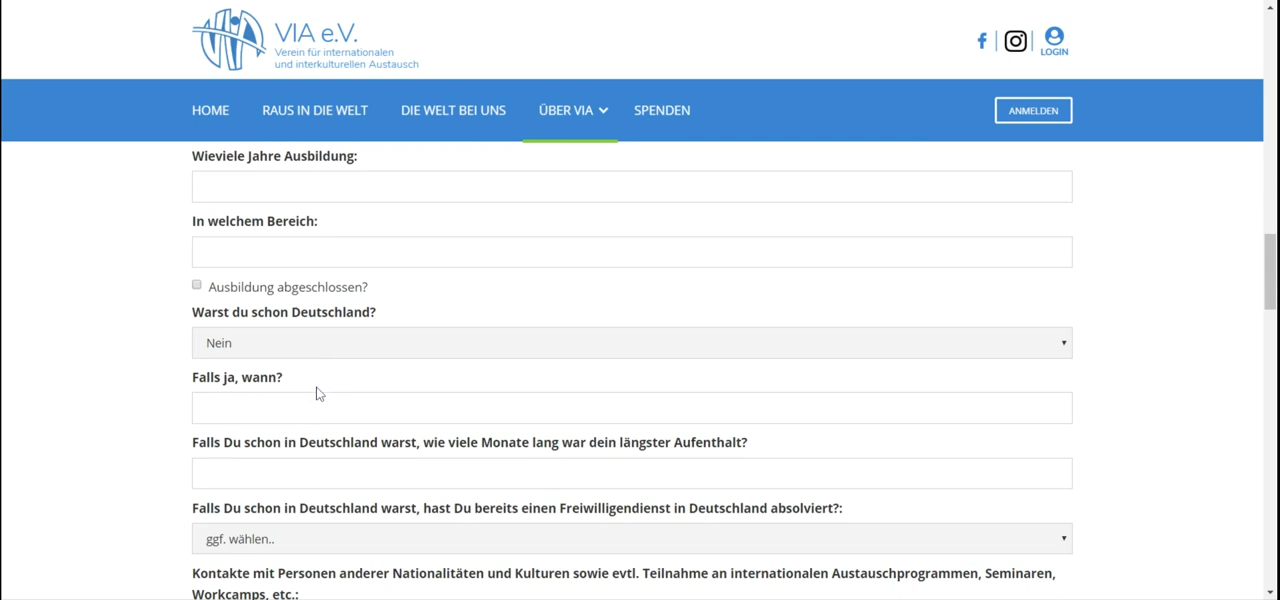 VIA e.V.
Verein für internationalen
und interkulturellen Austausch
LOGIN
HOME RAUS IN DIE WELT DIE WELT BEI UNS ÜBER VIA SPENDEN ANMELDEN
Wieviele Jahre Ausbildung:
In welchem Bereich:
Ausbildung abgeschlossen?
Warst du schon Deutschland?
Nein
Falls ja, wann?
Falls Du schon in Deutschland warst, wie viele Monate lang war dein längster Aufenthalt?
Falls Du schon in Deutschland warst, hast Du bereits einen Freiwilligendienst in Deutschland absolviert?:
ggf. wählen..
Kontakte mit Personen anderer Nationalitäten und Kulturen sowie evtl. Teilnahme an internationalen Austauschprogrammen, Seminaren,
Workcamps, etc.: